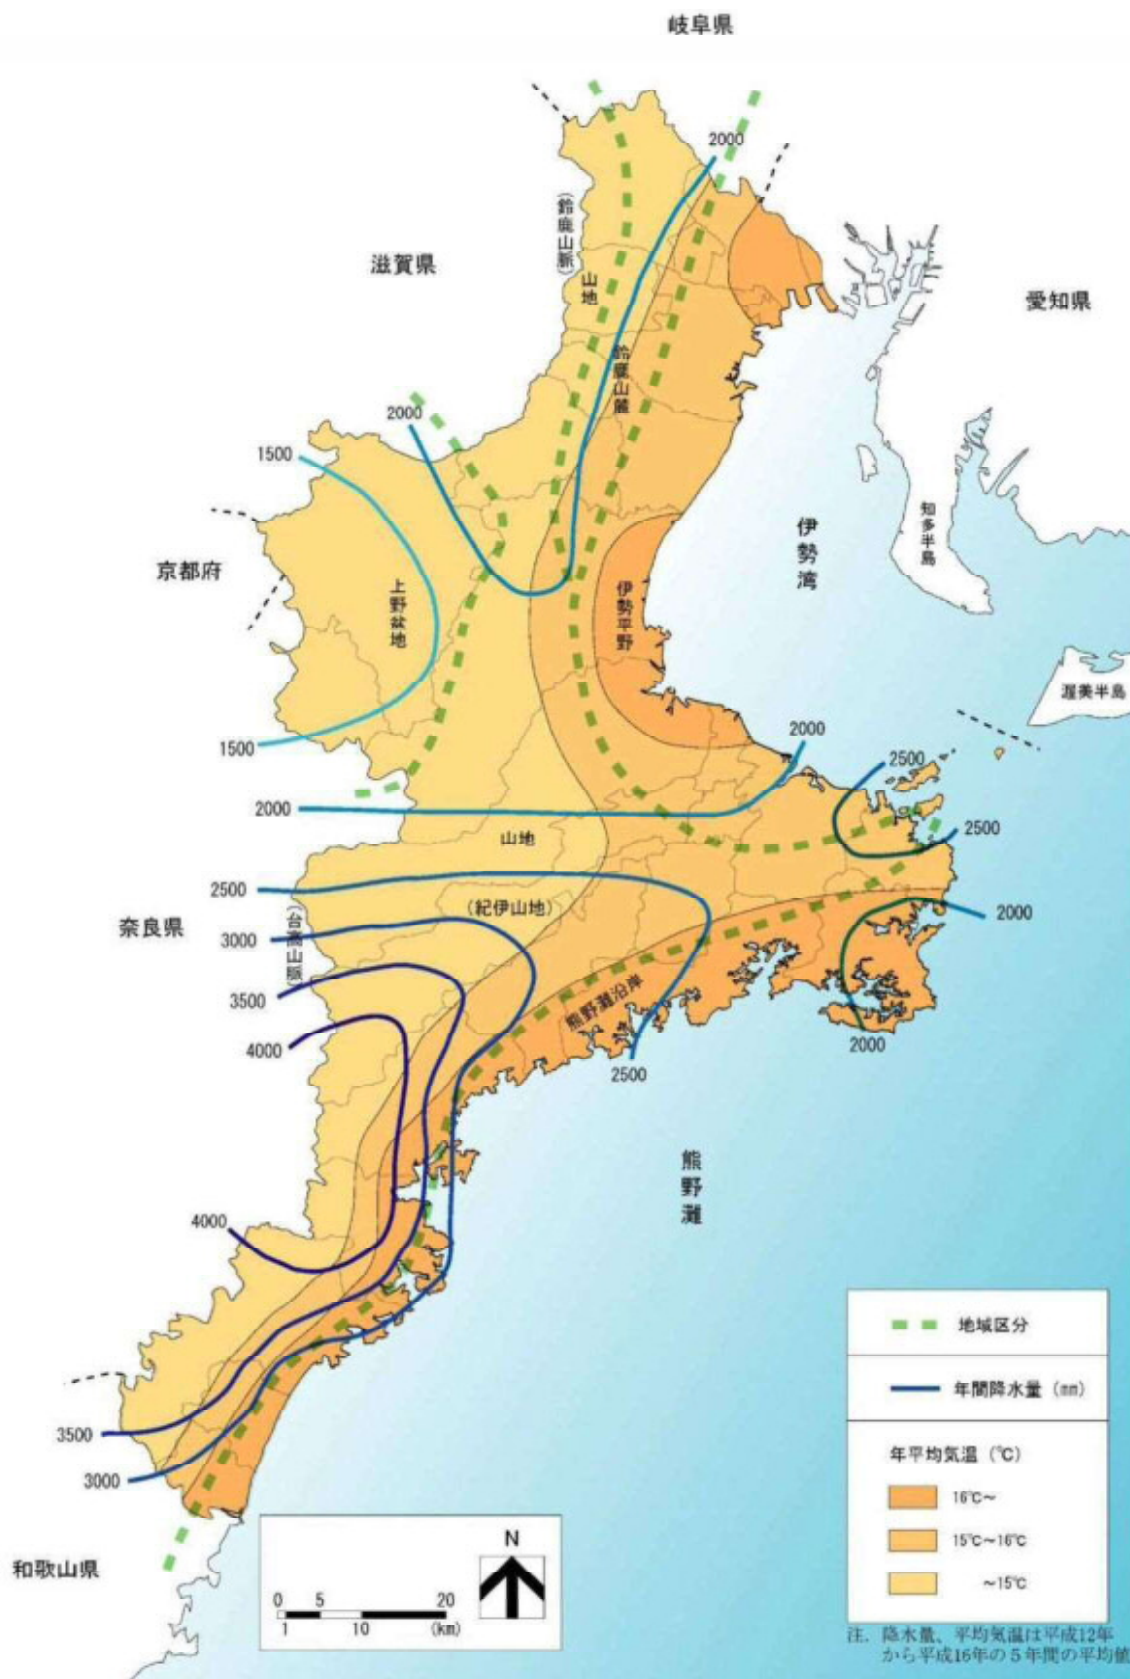 岐阜県
2000
(鈴鹿山脈)
山地
滋賀県
愛知県
鈴鹿山麓
2000
1500
知多半島
伊勢湾
京都府
上野盆地
伊勢平野
渥美半島
1500
2000
2500
2000
2500
山地
2500
(紀伊山地)
2000
奈良県
(台高山脈)
3000
3500
熊野灘沿岸
4000
2000
2500
熊野灘
4000
地域区分
年間降水量 (㎜)
3500
年平均気温 (℃)
3000
16℃~
15℃~16℃
~15℃
N
0 5 20
1 10 (km)
和歌山県
注. 降水量、平均気温は平成12年
から平成16年の5年間の平均値